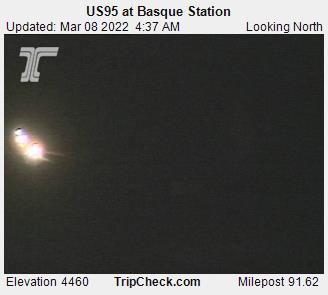 US95 at Basque Station
Updated: Mar 08 2022 4:37 AM Looking North
Elevation 4460 TripCheck.com Milepost 91.62